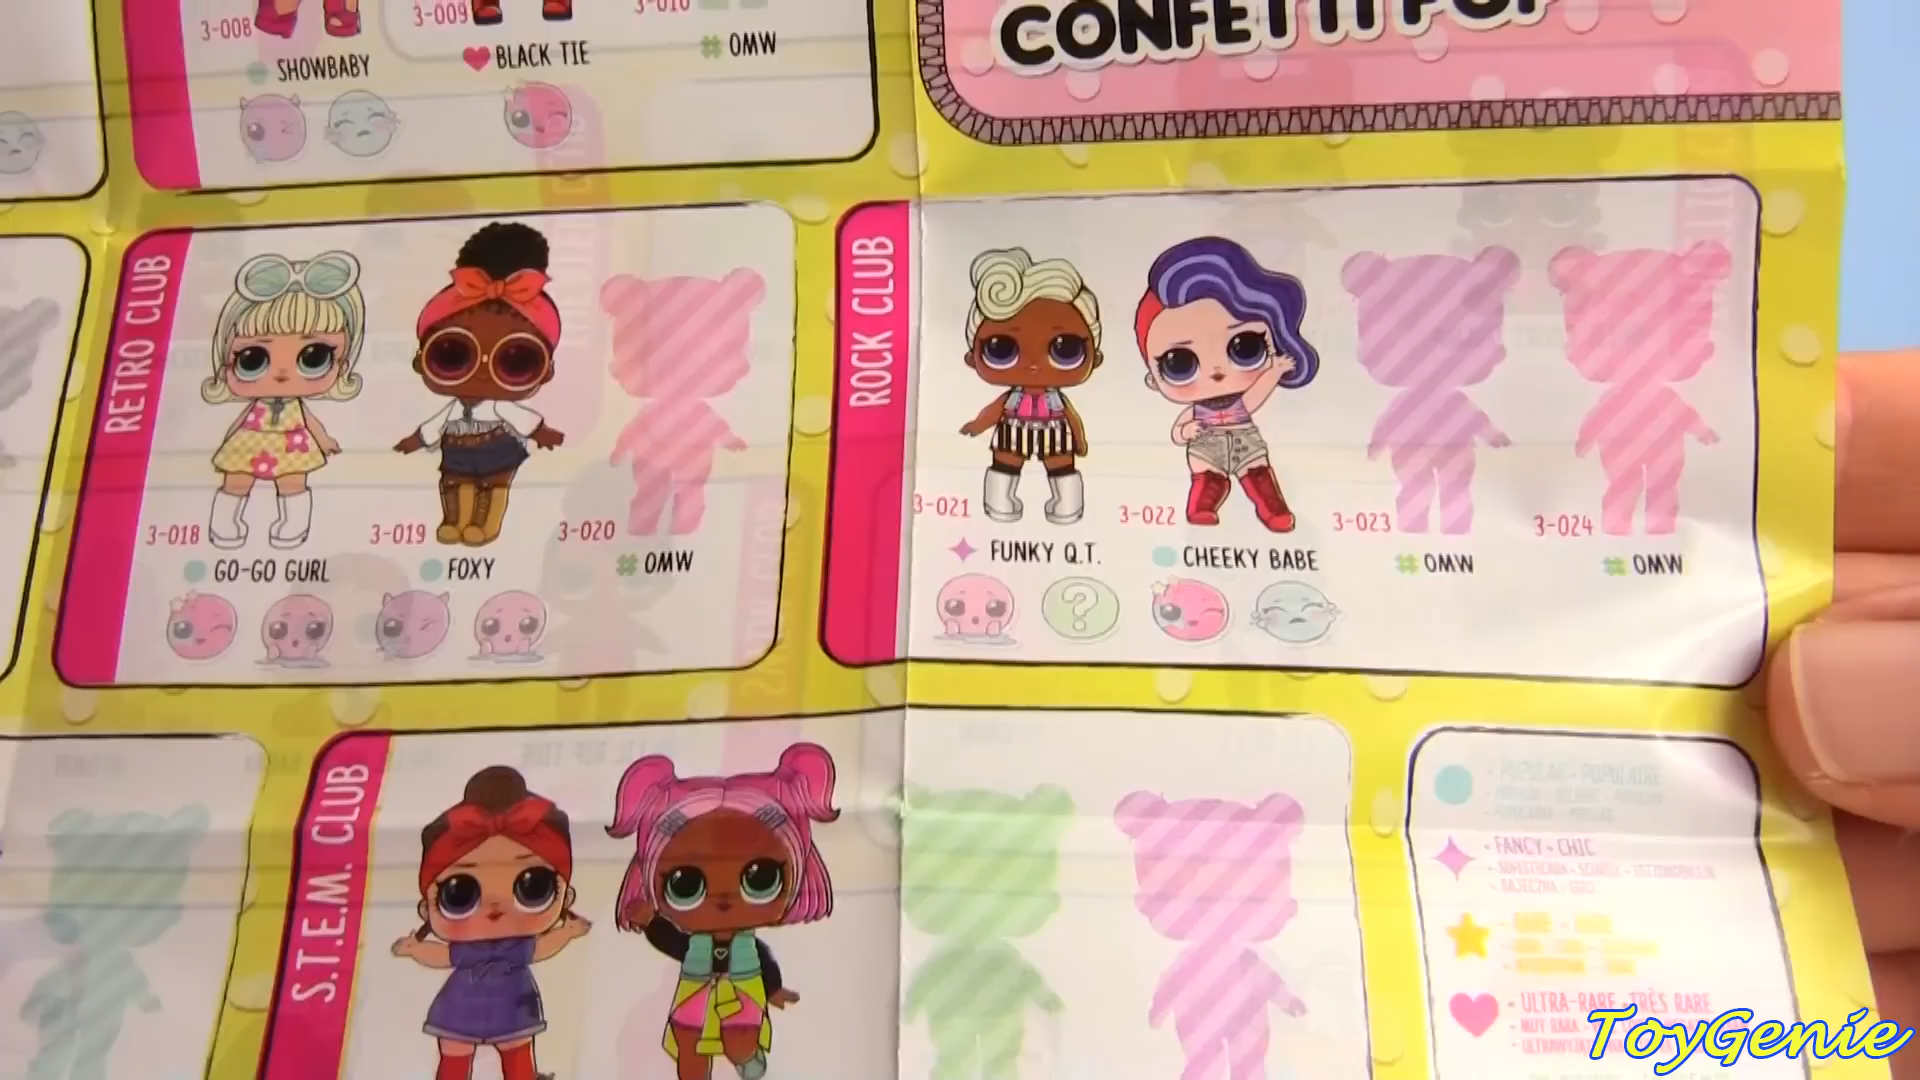 CONFETTI POP
3-008
SHOWBABY
3-009
BLACK TIE
3-010
OMW
RETRO CLUB
3-018
GO-GO GURL
3-019
FOXY
3-020
OMW
ROCK CLUB
3-021
FUNKY Q.T.
3-022
CHEEKY BABE
3-023
OMW
3-024
OMW
S.T.E.M. CLUB
- POPULAR - POPULAIRE
- FANCY - CHIC
- ULTRA-RARE - TRÈS RARE
ToyGenie